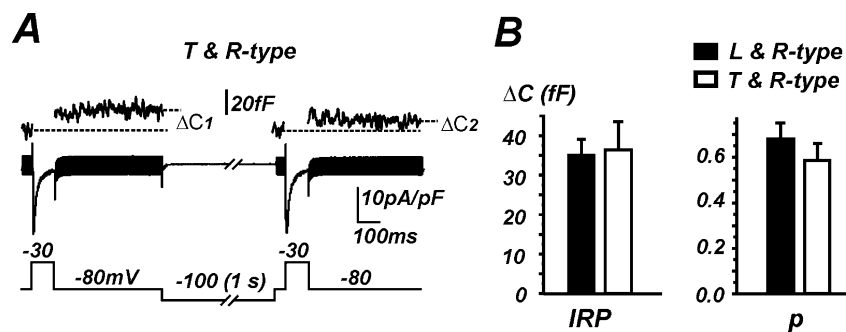 A
T & R-type
20fF
ΔC1
ΔC2
10pA/pF
100ms
-30
-80mV
-100 (1 s)
-30
-80
B
L & R-type
T & R-type
ΔC (fF)
40
30
40
20
10
0
IRP
0.6
0.4
0.2
0.0
p